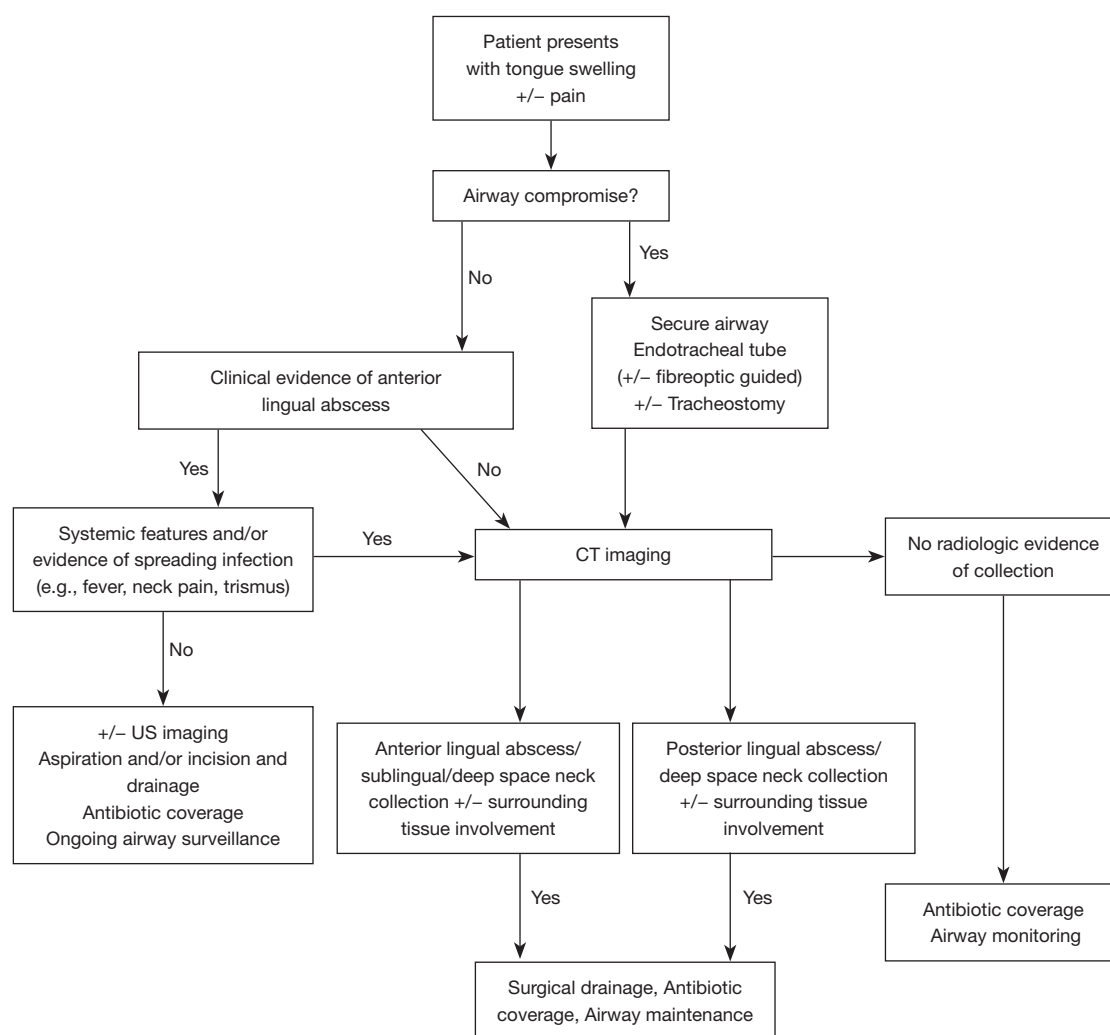 Patient presents
with tongue swelling
+/− pain
Airway compromise?
Yes
No
Secure airway
Endotracheal tube
(+/− fibreoptic guided)
+/− Tracheostomy
Clinical evidence of anterior
lingual abscess
Yes
No
Systemic features and/or
evidence of spreading infection
(e.g., fever, neck pain, trismus)
Yes
CT imaging
No radiologic evidence
of collection
No
+/− US imaging
Aspiration and/or incision and
drainage
Antibiotic coverage
Ongoing airway surveillance
Anterior lingual abscess/
sublingual/deep space neck
collection +/− surrounding
tissue involvement
Posterior lingual abscess/
deep space neck collection
+/− surrounding tissue
involvement
Yes
Yes
Antibiotic coverage
Airway monitoring
Surgical drainage, Antibiotic
coverage, Airway maintenance